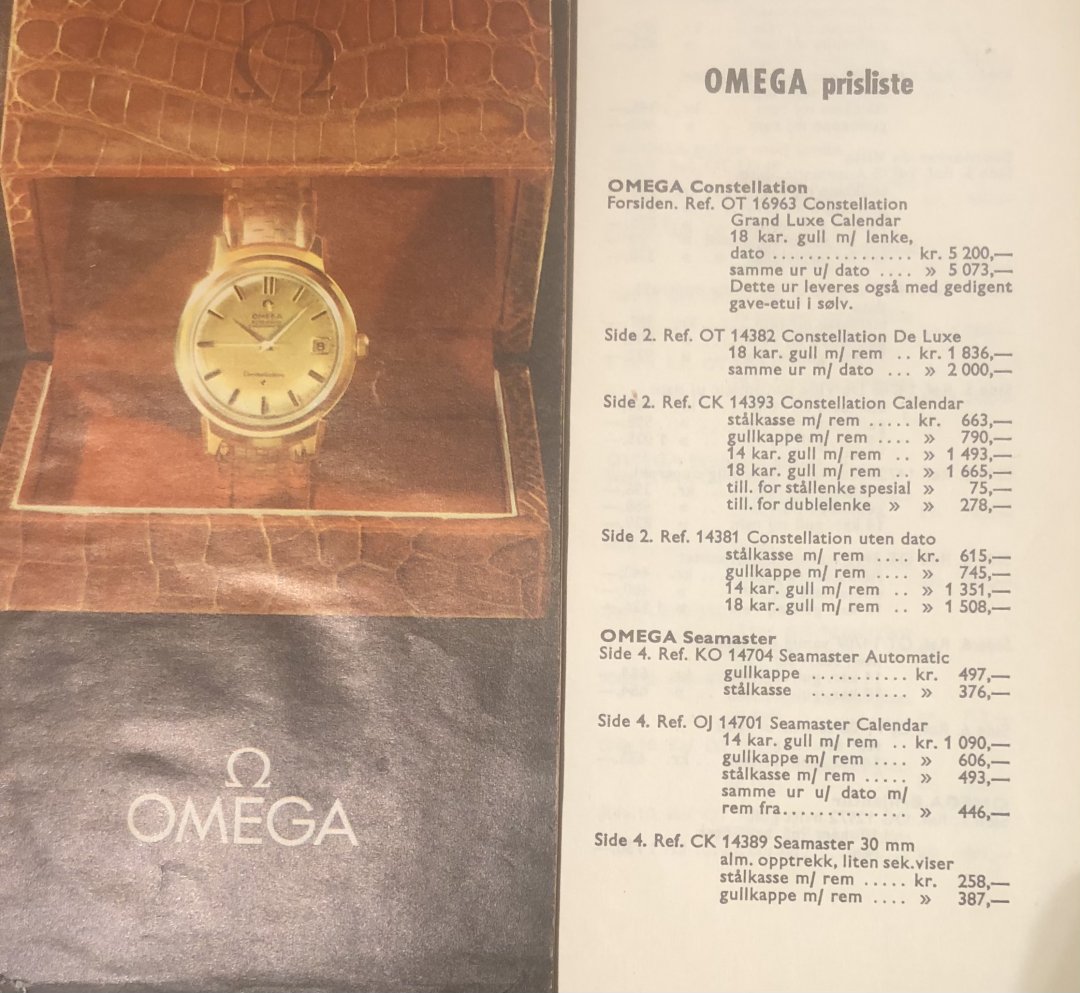 Ω
OMEGA
Constellation
Ω
OMEGA
OMEGA prisliste
OMEGA Constellation
Forsiden. Ref. OT 16963 Constellation
Grand Luxe Calendar
18 kar. gull m/ lenke,
dato ................ kr. 5 200,—
samme ur u/ dato .... » 5 073,—
Dette ur leveres også med gedigent
gave-etui i sølv.
Side 2. Ref. OT 14382 Constellation De Luxe
18 kar. gull m/ rem .. kr. 1 836,—
samme ur m/ dato ... » 2 000,—
Side 2. Ref. CK 14393 Constellation Calendar
stålkasse m/ rem ..... kr. 663,—
gullkappe m/ rem .... » 790,—
14 kar. gull m/ rem .. » 1 493,—
18 kar. gull m/ rem .. » 1 665,—
till. for stållenke spesial » 75,—
till. for dublelenke » » 278,—
Side 2. Ref. 14381 Constellation uten dato
stålkasse m/ rem .... kr. 615,—
gullkappe m/ rem .... » 745,—
14 kar. gull m/ rem .. » 1 351,—
18 kar. gull m/ rem .. » 1 508,—
OMEGA Seamaster
Side 4. Ref. KO 14704 Seamaster Automatic
gullkappe ........... kr. 497,—
stålkasse ........... » 376,—
Side 4. Ref. OJ 14701 Seamaster Calendar
14 kar. gull m/ rem .. kr. 1 090,—
gullkappe m/ rem .... » 606,—
stålkasse m/ rem ..... » 493,—
samme ur u/ dato m/
rem fra.............. » 446,—
Side 4. Ref. CK 14389 Seamaster 30 mm
alm. opptrekk, liten sek.viser
stålkasse m/ rem ..... kr. 258,—
gullkappe m/ rem .... » 387,—